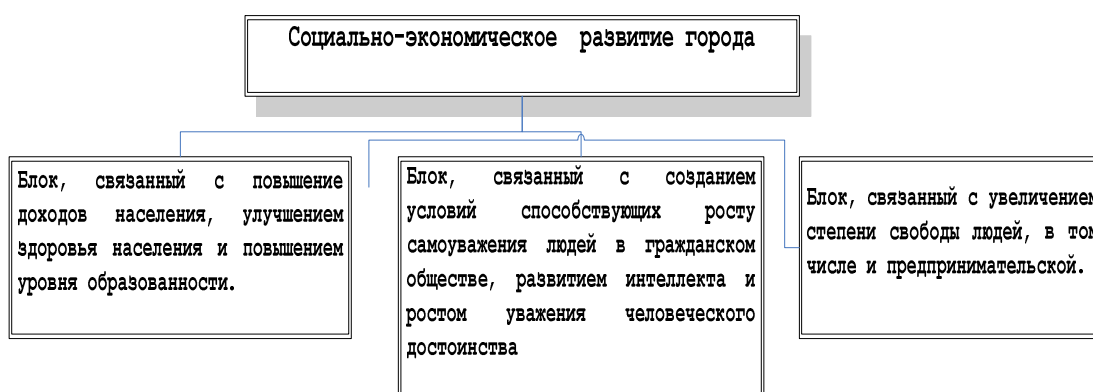 Социально-экономическое развитие города
Блок, связанный с повышение
доходов населения, улучшением
здоровья населения и повышением
уровня образованности.
Блок, связанный с созданием
условий способствующих росту
самоуважения людей в гражданском
обществе, развитием интеллекта и
ростом уважения человеческого
достоинства
Блок, связанный с увеличением
степени свободы людей, в том
числе и предпринимательской.